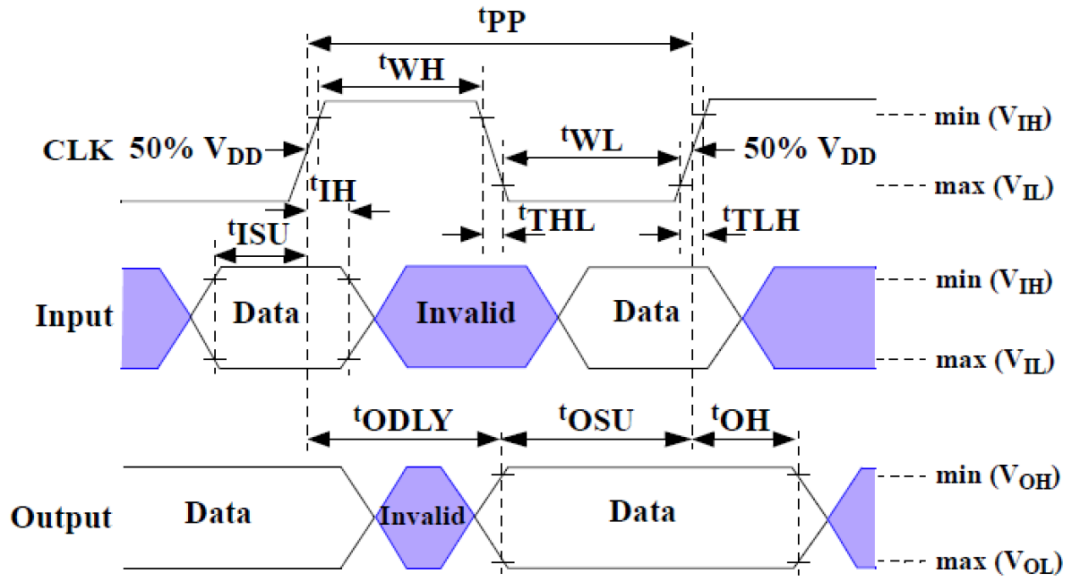 tPP
tWH
min (VIH)
CLK 50% VDD
tWL
50% VDD
tIH
max (VIL)
tISU
tTHL
tTLH
min (VIH)
Input
Data
Invalid
Data
max (VIL)
tODLY
tOSU
tOH
min (VOH)
Output
Data
Invalid
Data
max (VOL)